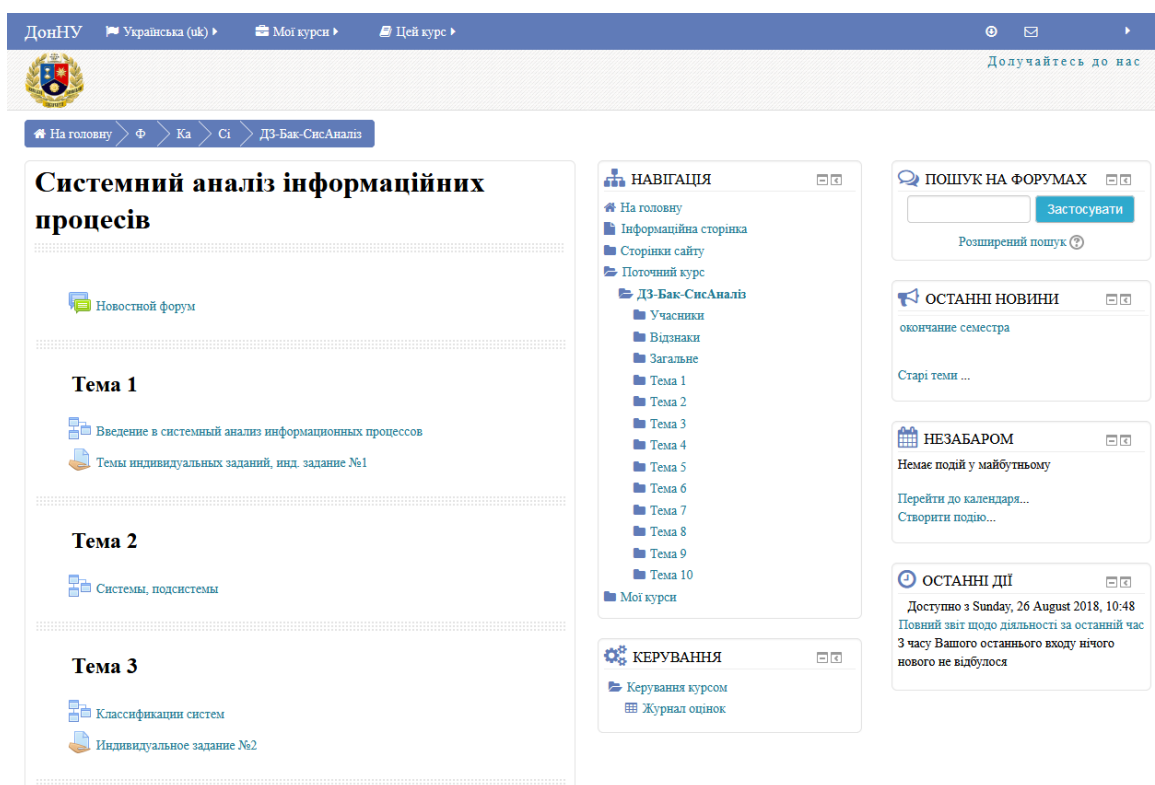 ДонНУ
Українська (uk)
Мої курси
Цей курс
Долучайтесь до нас
На головну
Ф
Ка
Сі
ДЗ-Бак-СисАналіз
Системний аналіз інформаційних
процесів
Новостной форум
Тема 1
Введение в системный анализ информационных процессов
Темы индивидуальных заданий, инд. задание №1
Тема 2
Системы, подсистемы
Тема 3
Классификации систем
Индивидуальное задание №2
НАВІГАЦІЯ
На головну
Інформаційна сторінка
Сторінки сайту
Поточний курс
ДЗ-Бак-СисАналіз
Учасники
Відзнаки
Загальне
Тема 1
Тема 2
Тема 3
Тема 4
Тема 5
Тема 6
Тема 7
Тема 8
Тема 9
Тема 10
Мої курси
КЕРУВАННЯ
Керування курсом
Журнал оцінок
ПОШУК НА ФОРУМАХ
Застосувати
Розширений пошук
ОСТАННІ НОВИНИ
окончание семестра
Старі теми ...
НЕЗАБАРОМ
Немає подій у майбутньому
Перейти до календаря...
Створити подію...
ОСТАННІ ДІЇ
Доступно з Sunday, 26 August 2018, 10:48
Повний звіт щодо діяльності за останній час
З часу Вашого останнього входу нічого
нового не відбулося